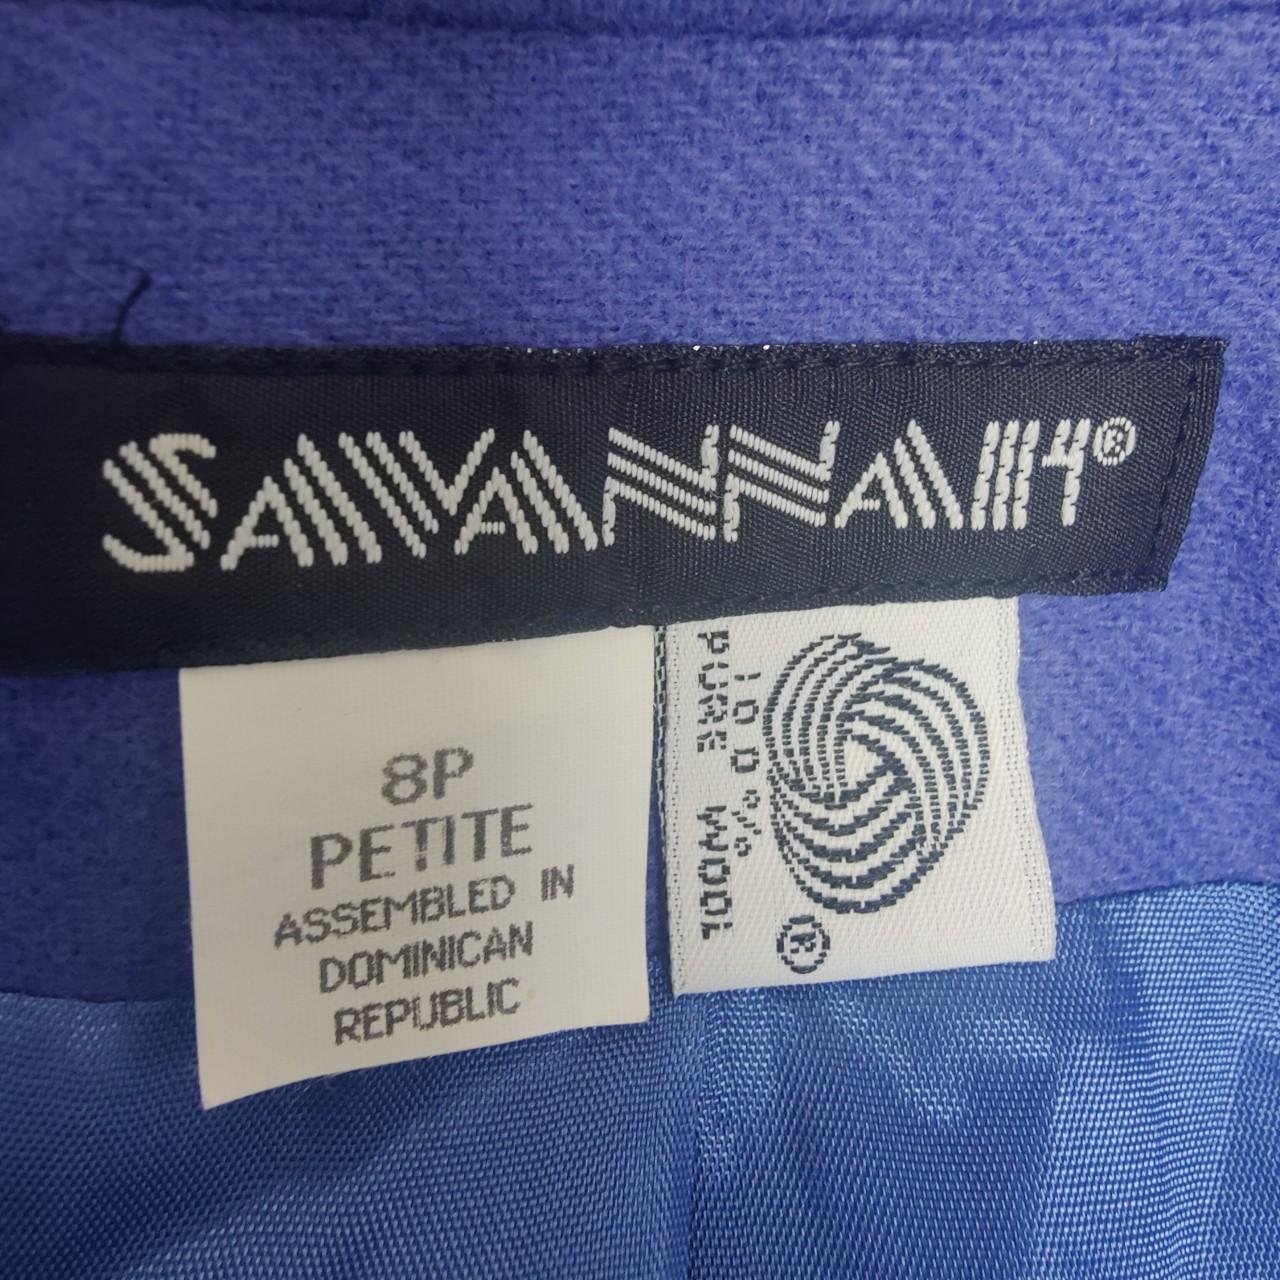 SAVANNAH®
8P
PETITE
ASSEMBLED IN
DOMINICAN
REPUBLIC
100%
PURE WOOL
®